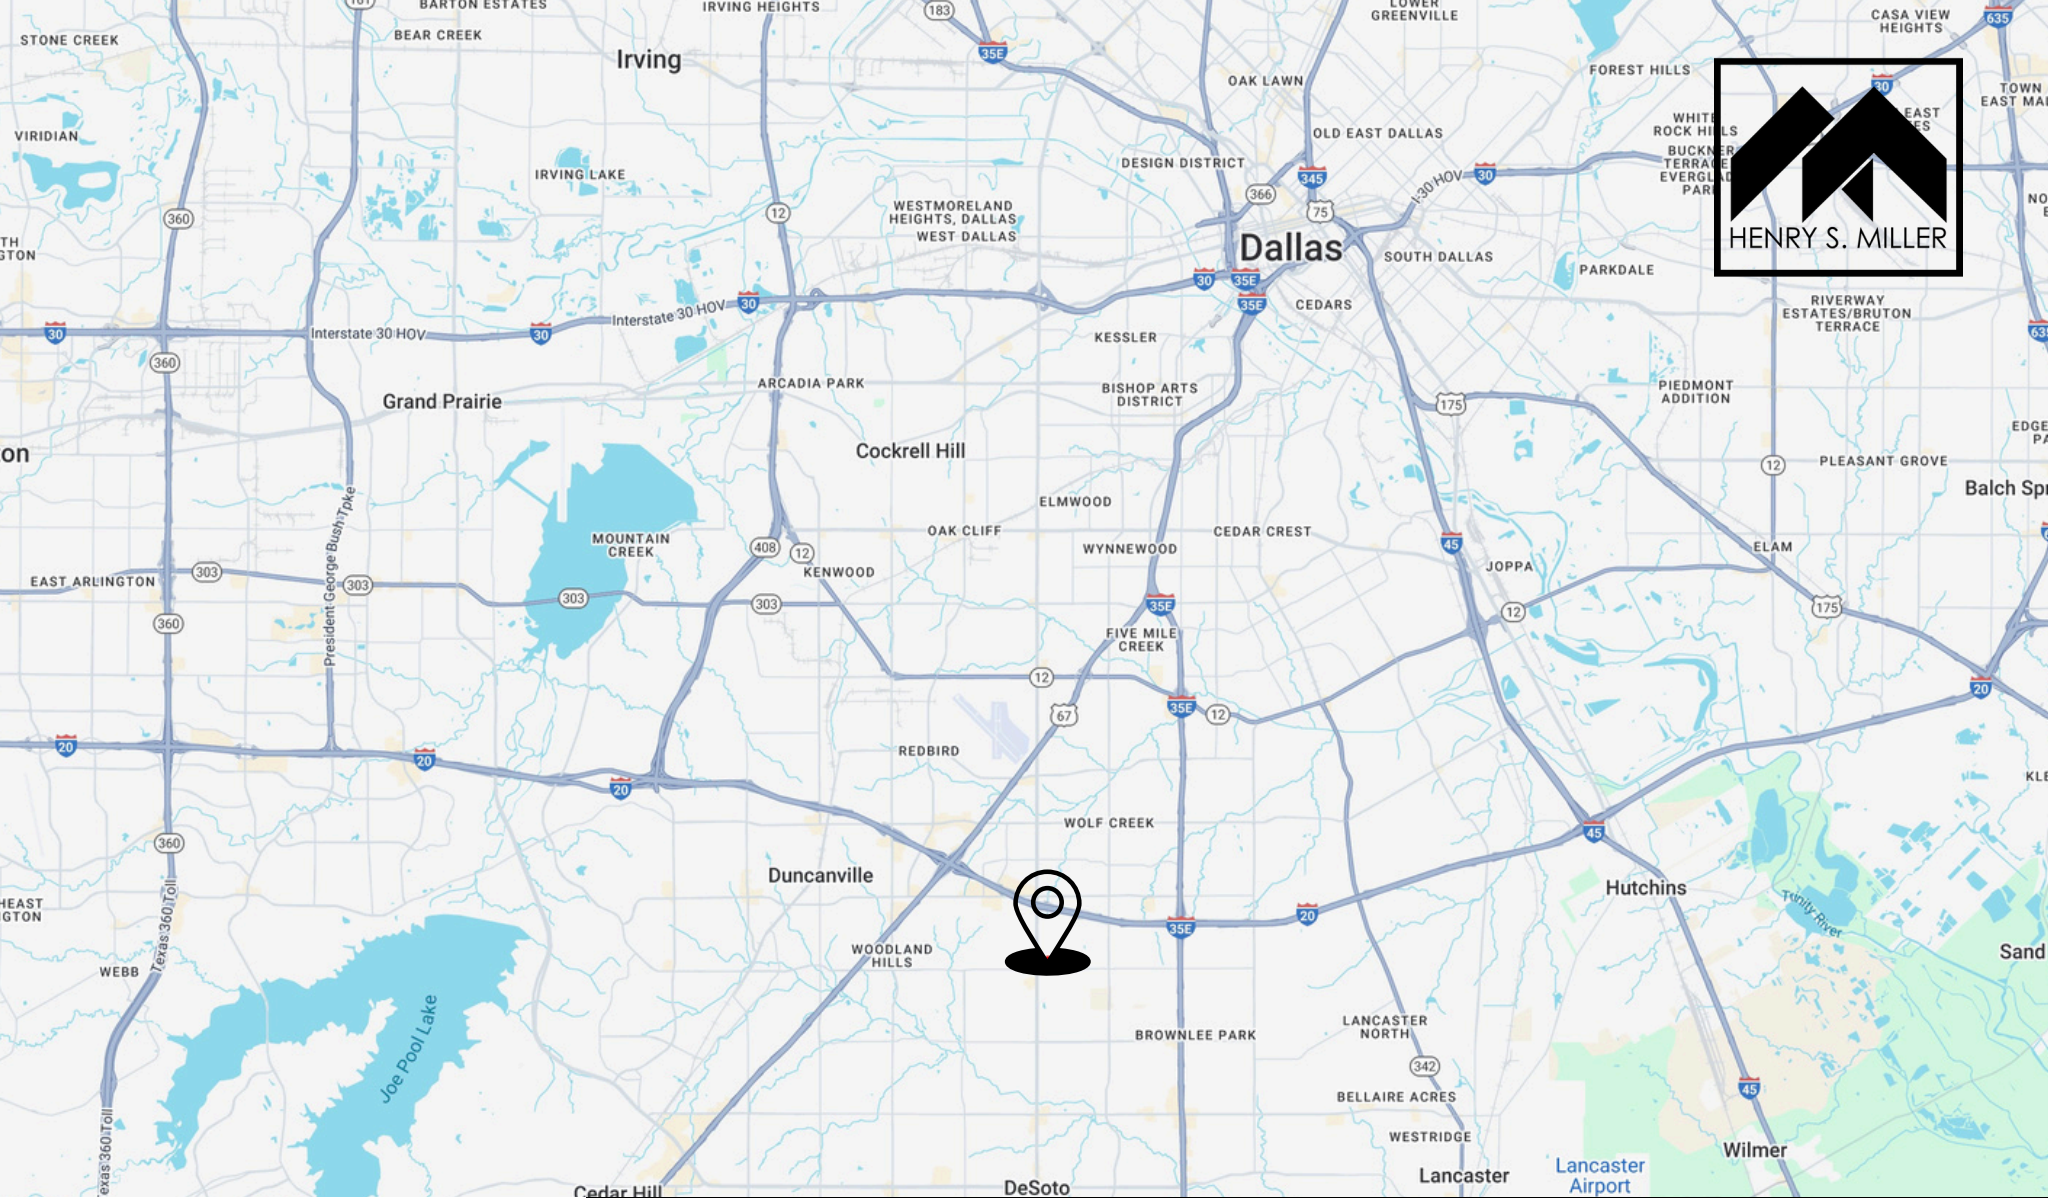 BARTON ESTATES
IRVING HEIGHTS
183
LOWER
GREENVILLE
CASA VIEW
HEIGHTS
635
STONE CREEK
BEAR CREEK
Irving
35E
OAK LAWN
FOREST HILLS
30
TOWN
EAST
WHITE
ROCK HILLS
VIRIDIAN
OLD EAST DALLAS
BUCKNER
TERRACE
PARK
IRVING LAKE
DESIGN DISTRICT
345
I-30 HOV
30
366
75
360
12
WESTMORELAND
HEIGHTS, DALLAS
WEST DALLAS
Dallas
SOUTH DALLAS
PARKDALE
HENRY S. MILLER
30
35E
35E
CEDARS
RIVERWAY
ESTATES/BRUTON
TERRACE
30
Interstate 30 HOV
30
Interstate 30 HOV
30
KESSLER
360
Grand Prairie
ARCADIA PARK
BISHOP ARTS
DISTRICT
175
PIEDMONT
ADDITION
Cockrell Hill
12
PLEASANT GROVE
Balch Spr
ELMWOOD
OAK CLIFF
CEDAR CREST
MOUNTAIN
CREEK
408
12
WYNNEWOOD
45
ELAM
KENWOOD
JOPPA
EAST ARLINGTON
303
303
303
303
President George Bush Tpke
35E
12
175
360
FIVE MILE
CREEK
12
67
35E
12
20
REDBIRD
20
20
20
WOLF CREEK
45
360
Duncanville
Hutchins
Trinity River
20
35E
WOODLAND
HILLS
Sand
WEBB
Texas 360 Toll
Joe Pool Lake
BROWNLEE PARK
LANCASTER
NORTH
342
BELLAIRE ACRES
45
WESTRIDGE
Wilmer
Lancaster
Lancaster
Airport
Cedar Hill
DeSoto